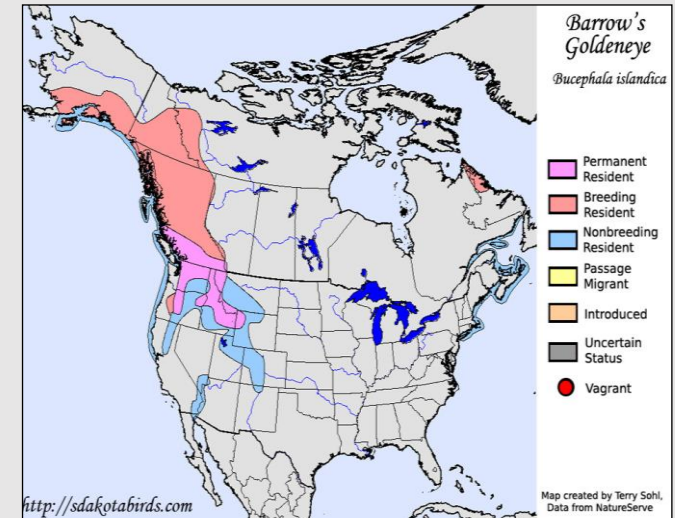 Barrow's
Goldeneye
Bucephala islandica
Permanent
Resident
Breeding
Resident
Nonbreeding
Resident
Passage
Migrant
Introduced
Uncertain
Status
Vagrant
http://sdakotabirds.com
Map created by Terry Sohl,
Data from NatureServe